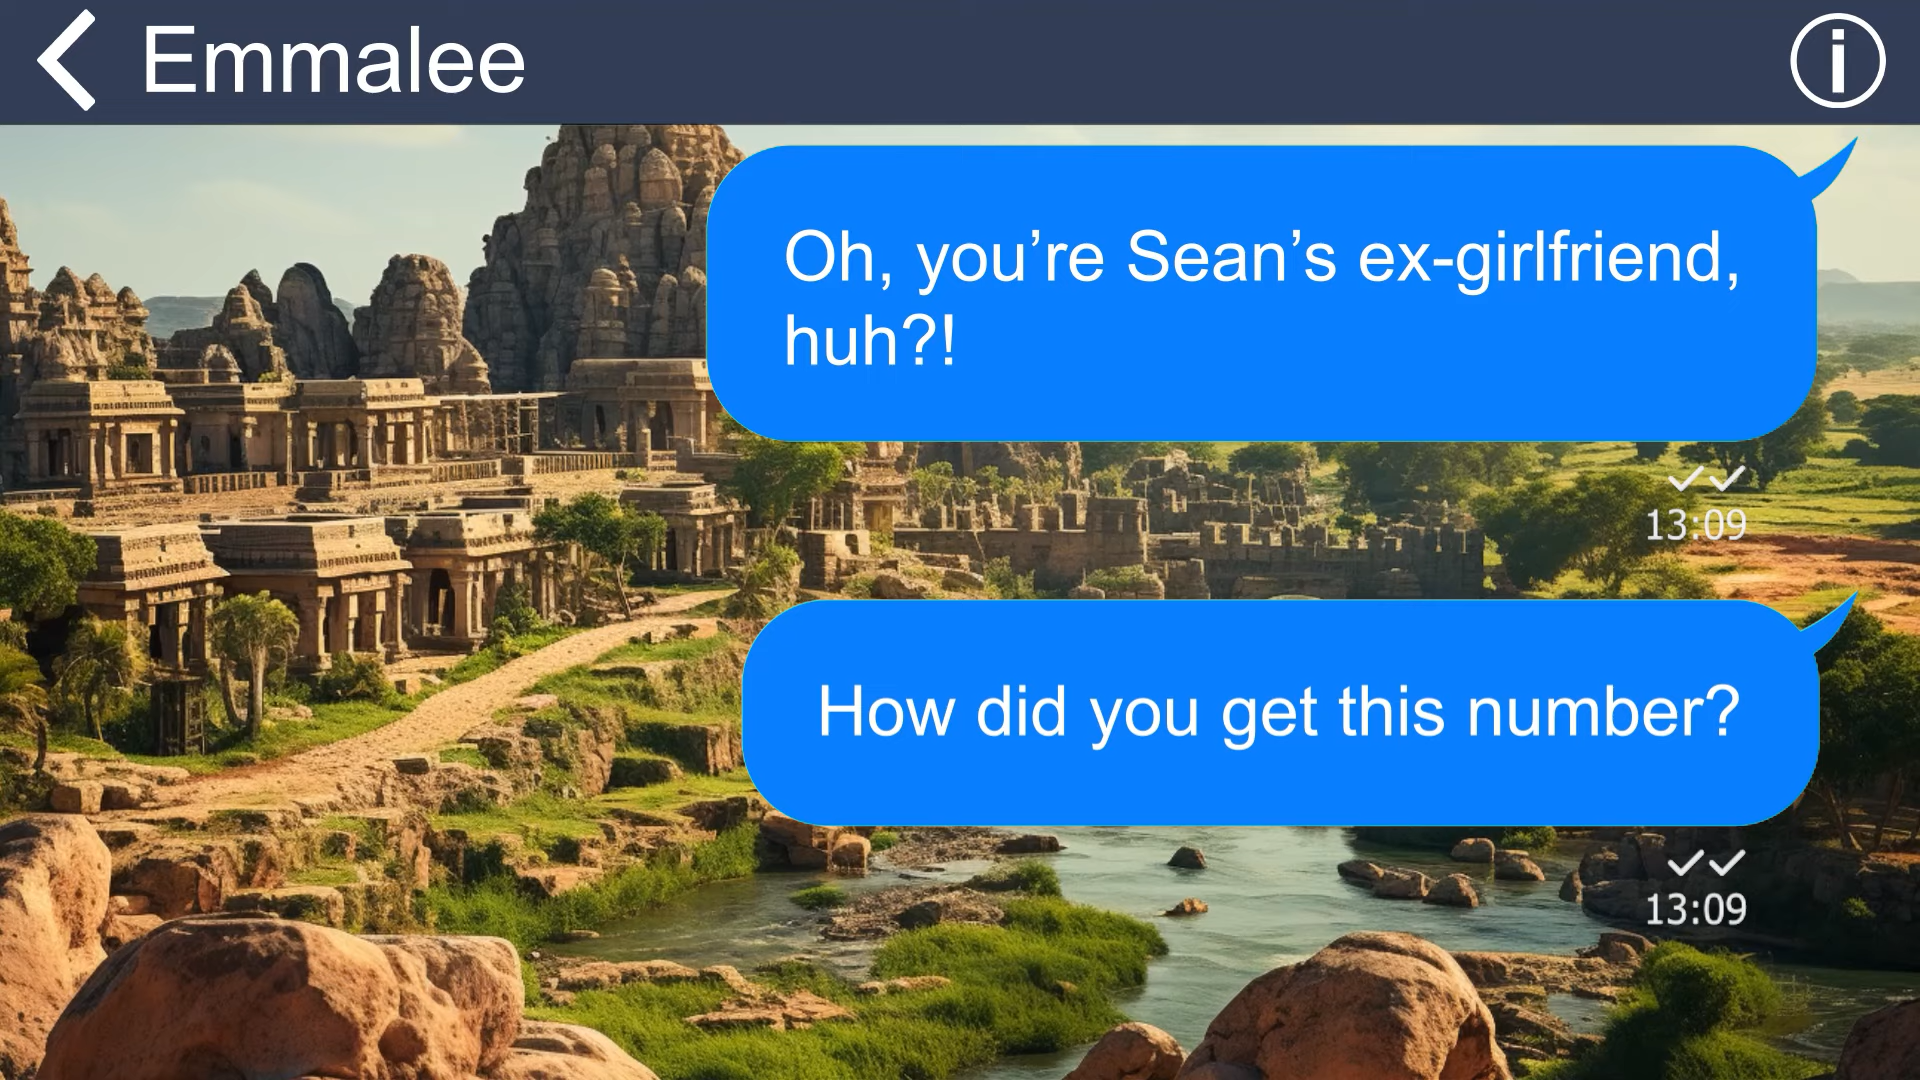 Emmalee
Oh, you’re Sean’s ex-girlfriend,
huh?!
13:09
How did you get this number?
13:09